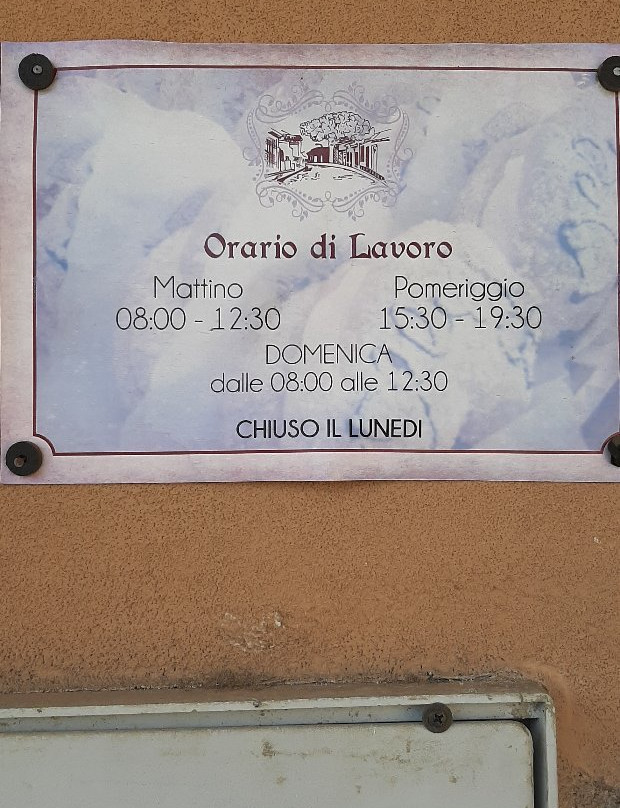 Orario di Lavoro
Mattino Pomeriggio
08:00 - 12:30 15:30 - 19:30
DOMENICA
dalle 08:00 alle 12:30
CHIUSO IL LUNEDI